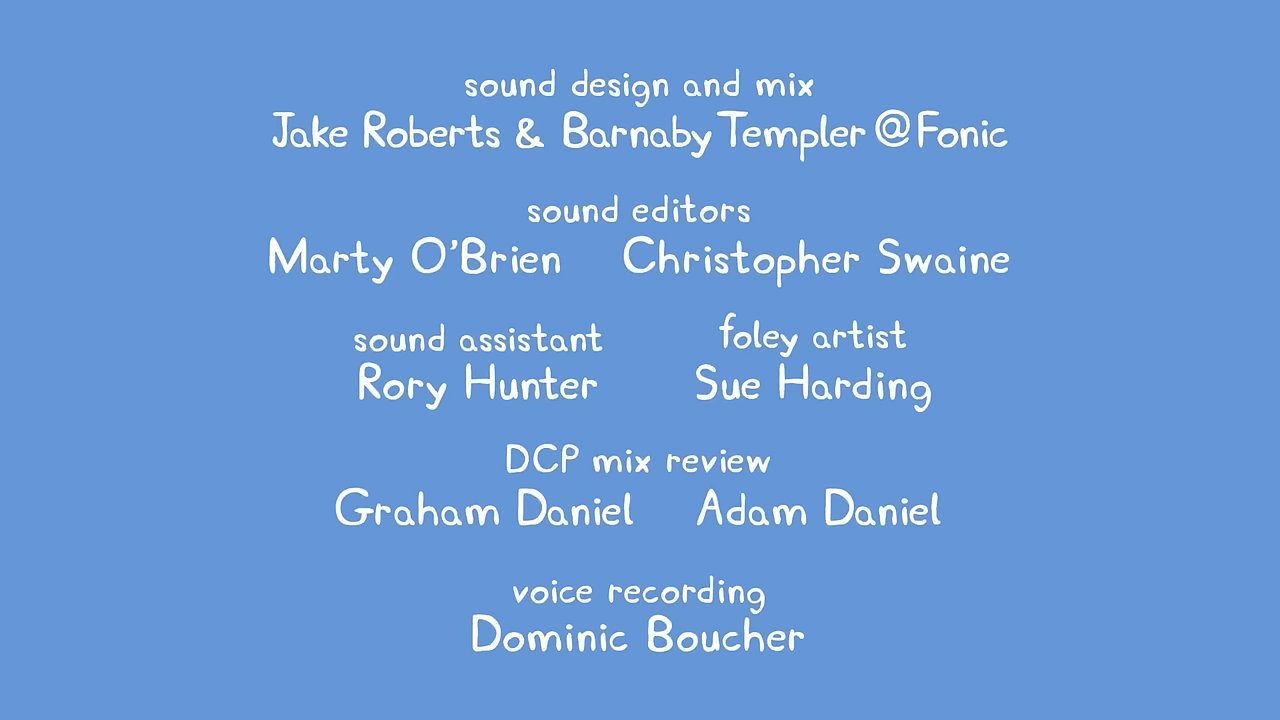 sound design and mix
Jake Roberts & Barnaby Templer @ Fonic
sound editors
Marty O'Brien Christopher Swaine
sound assistant foley artist
Rory Hunter Sue Harding
DCP mix review
Graham Daniel Adam Daniel
voice recording
Dominic Boucher